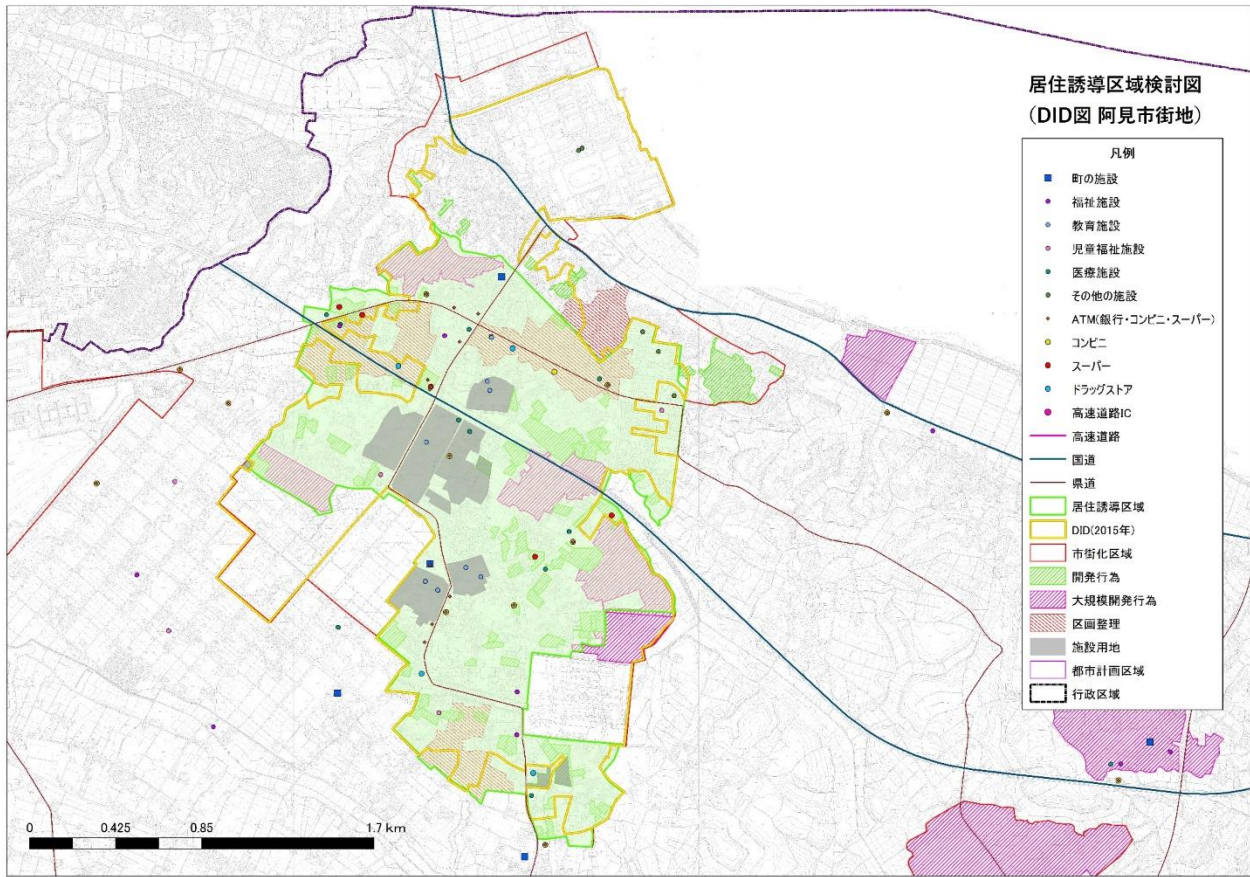 居住誘導区域検討図
(DID図 阿見市街地)
凡例
町の施設
福祉施設
教育施設
児童福祉施設
医療施設
その他の施設
ATM(銀行・コンビニ・スーパー)
コンビニ
スーパー
ドラッグストア
高速道路IC
高速道路
国道
県道
居住誘導区域
DID(2015年)
市街化区域
開発行為
大規模開発行為
区画整理
施設用地
都市計画区域
行政区域
0 0.425 0.85 1.7 km